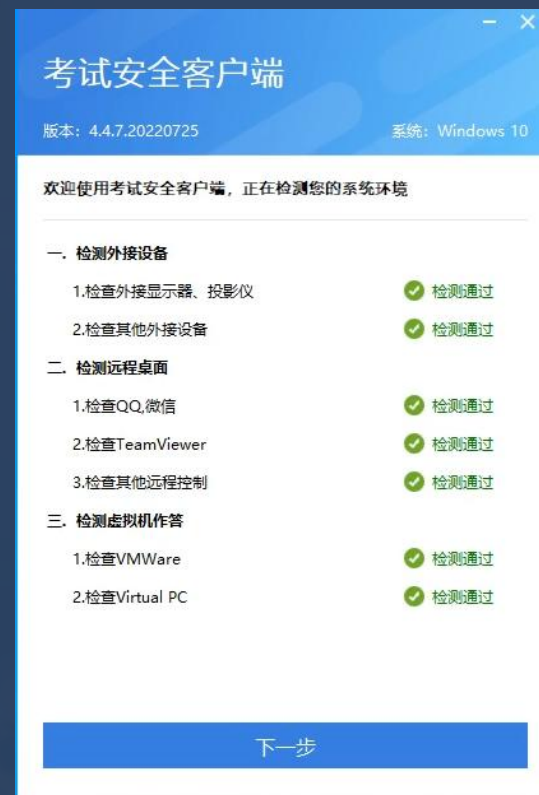 考试安全客户端
版本：4.4.7.20220725 系统：Windows 10
欢迎使用考试安全客户端，正在检测您的系统环境
一. 检测外接设备
1.检查外接显示器、投影仪 检测通过
2.检查其他外接设备 检测通过
二. 检测远程桌面
1.检查QQ,微信 检测通过
2.检查TeamViewer 检测通过
3.检查其他远程控制 检测通过
三. 检测虚拟机作答
1.检查VMWare 检测通过
2.检查Virtual PC 检测通过
下一步